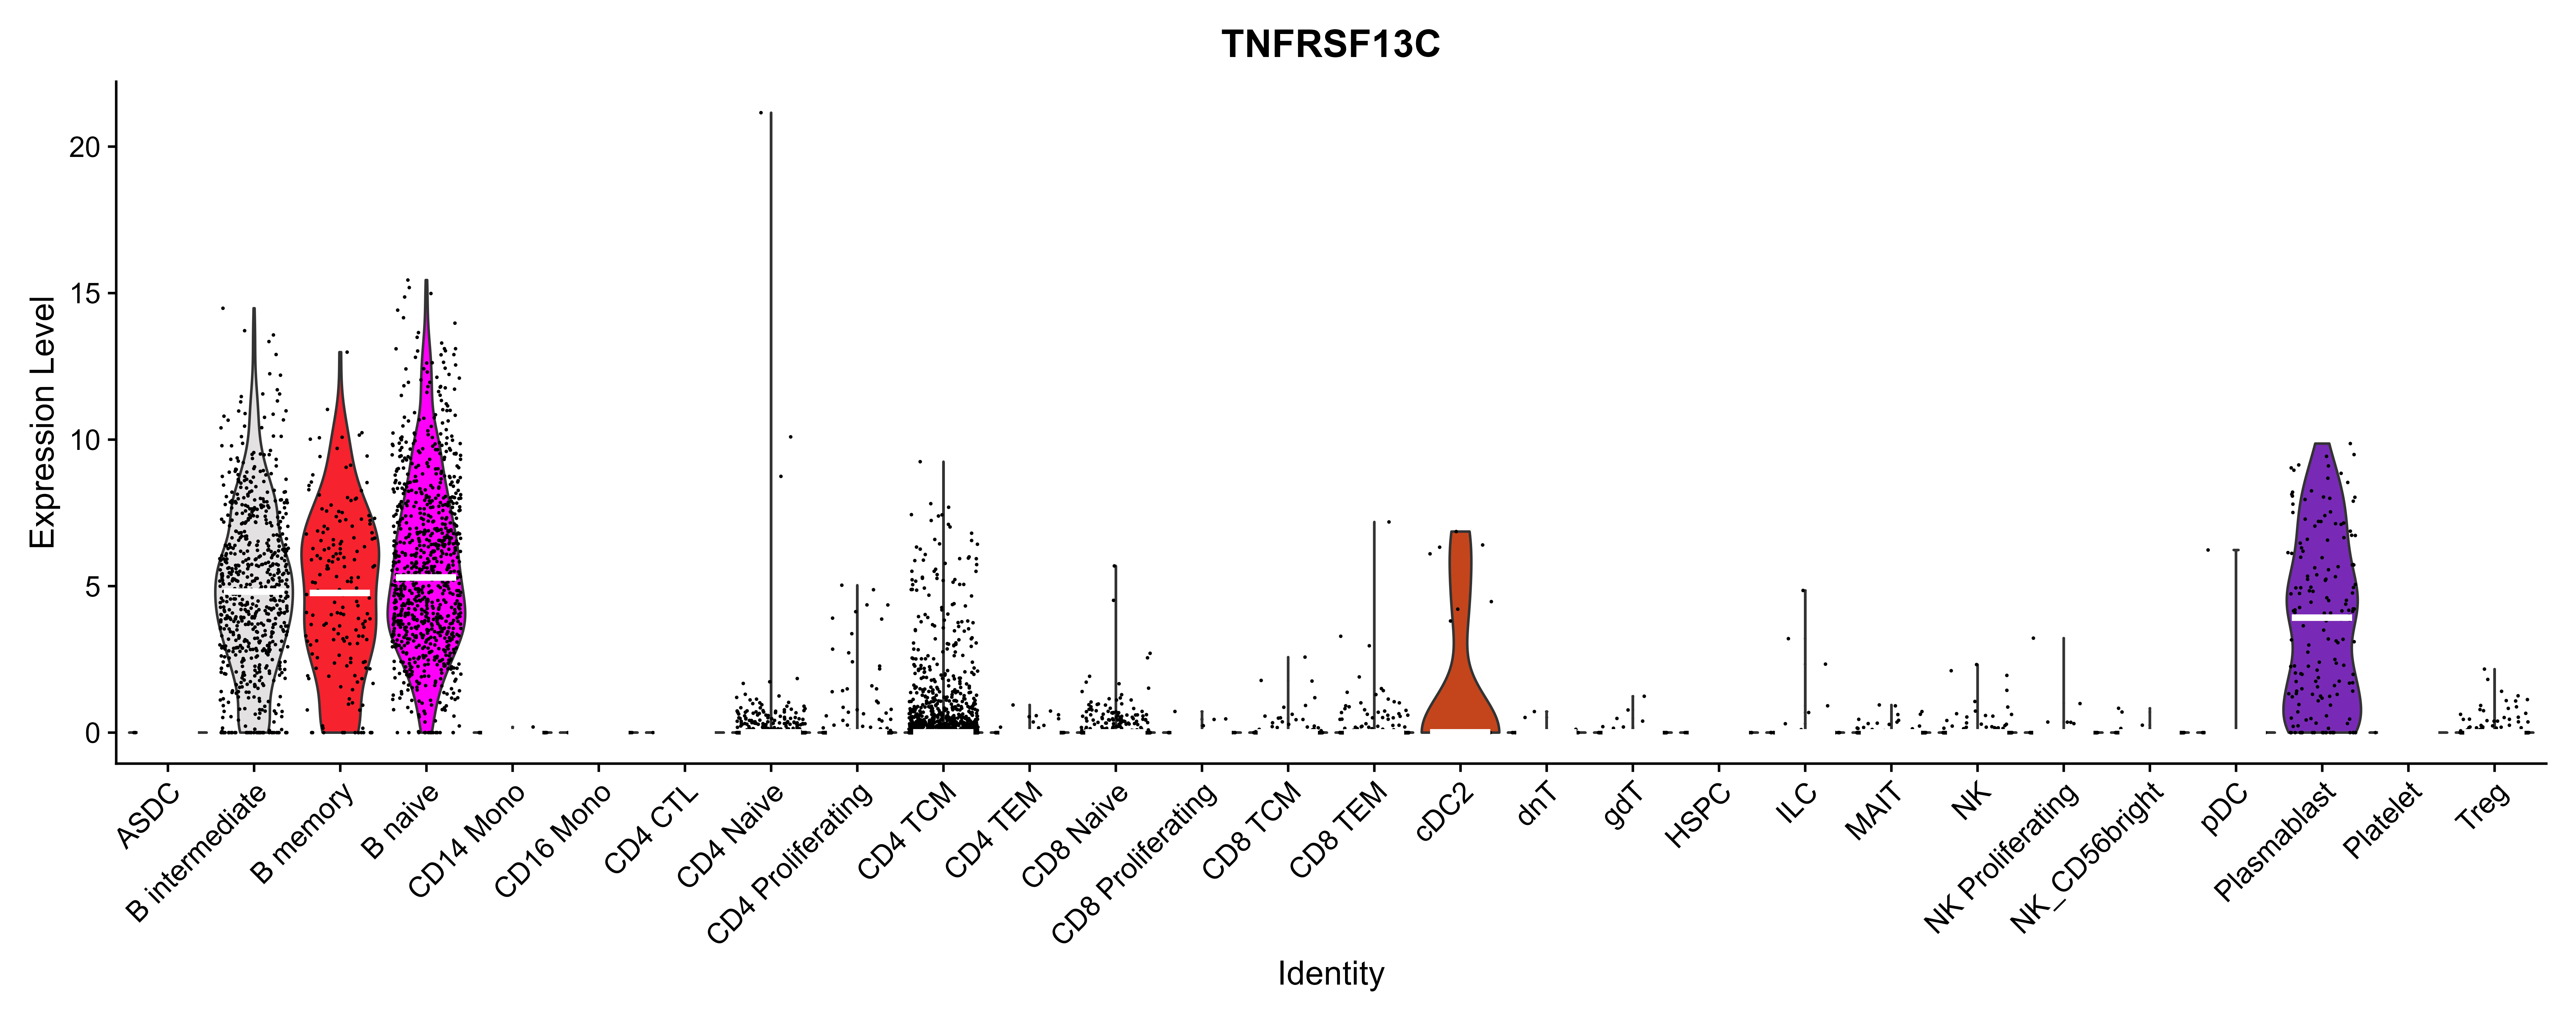 TNFRSF13C
Expression Level
20
15
10
5
0
ASDC
B intermediate
B memory
B naive
CD14 Mono
CD16 Mono
CD4 CTL
CD4 Naive
CD4 Proliferating
CD4 TCM
CD4 TEM
CD8 Naive
CD8 Proliferating
CD8 TCM
CD8 TEM
cDC2
dnT
gdT
HSPC
ILC
MAIT
NK
NK Proliferating
NK_CD56bright
pDC
Plasmablast
Platelet
Treg
Identity